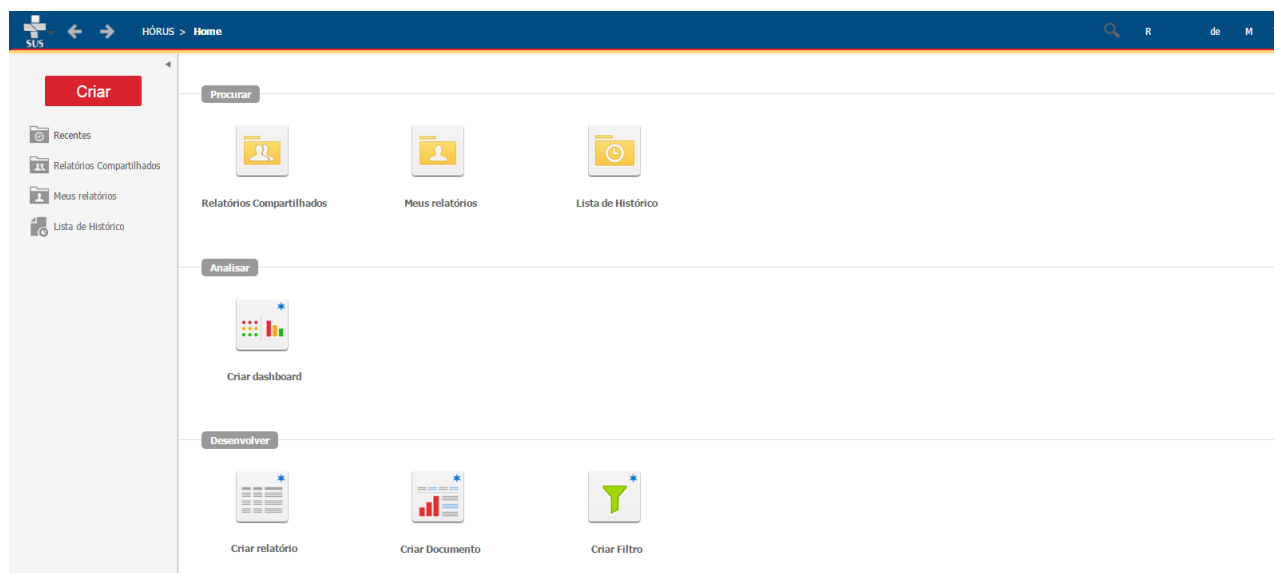 SUS
HÓRUS > Home
R de M
Criar
Recentes
Relatórios Compartilhados
Meus relatórios
Lista de Histórico
Procurar
Relatórios Compartilhados Meus relatórios Lista de Histórico
Analisar
Criar dashboard
Desenvolver
Criar relatório Criar Documento Criar Filtro